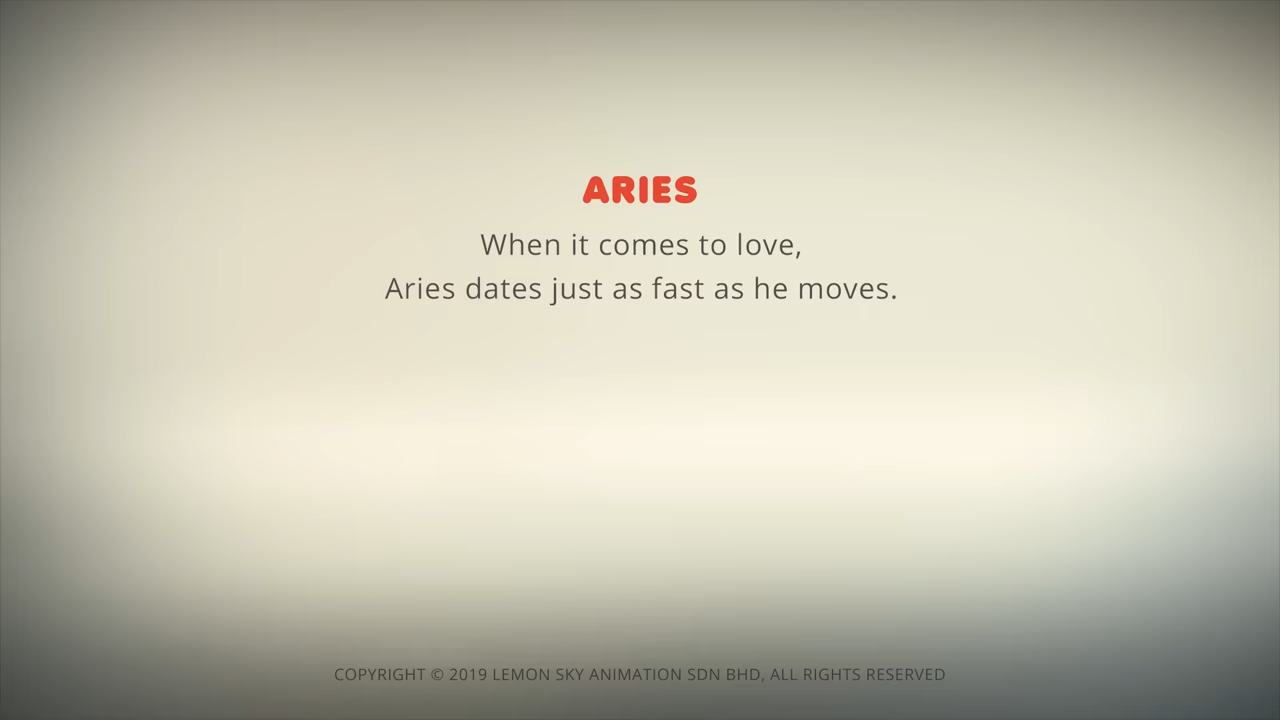 ARIES
When it comes to love,
Aries dates just as fast as he moves.
COPYRIGHT © 2019 LEMON SKY ANIMATION SDN BHD, ALL RIGHTS RESERVED